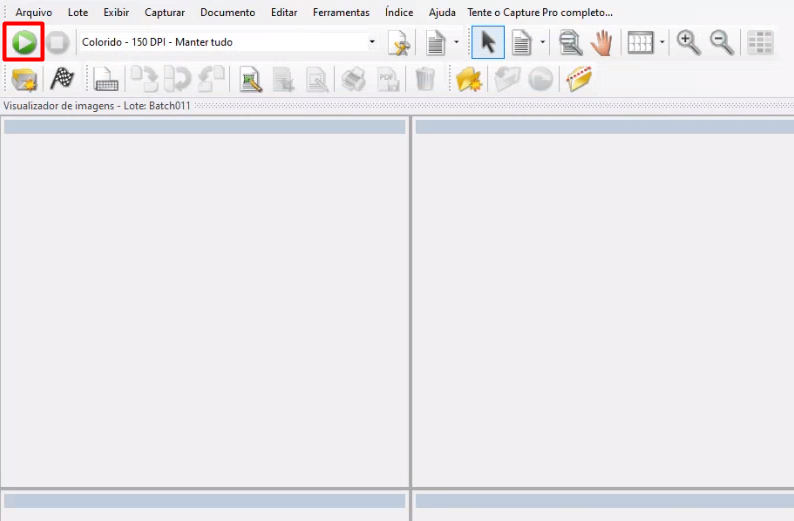 Arquivo Lote Exibir Capturar Documento Editar Ferramentas Índice Ajuda Tente o Capture Pro completo...
Colorido - 150 DPI - Manter tudo
PDF
Visualizador de imagens - Lote: Batch011